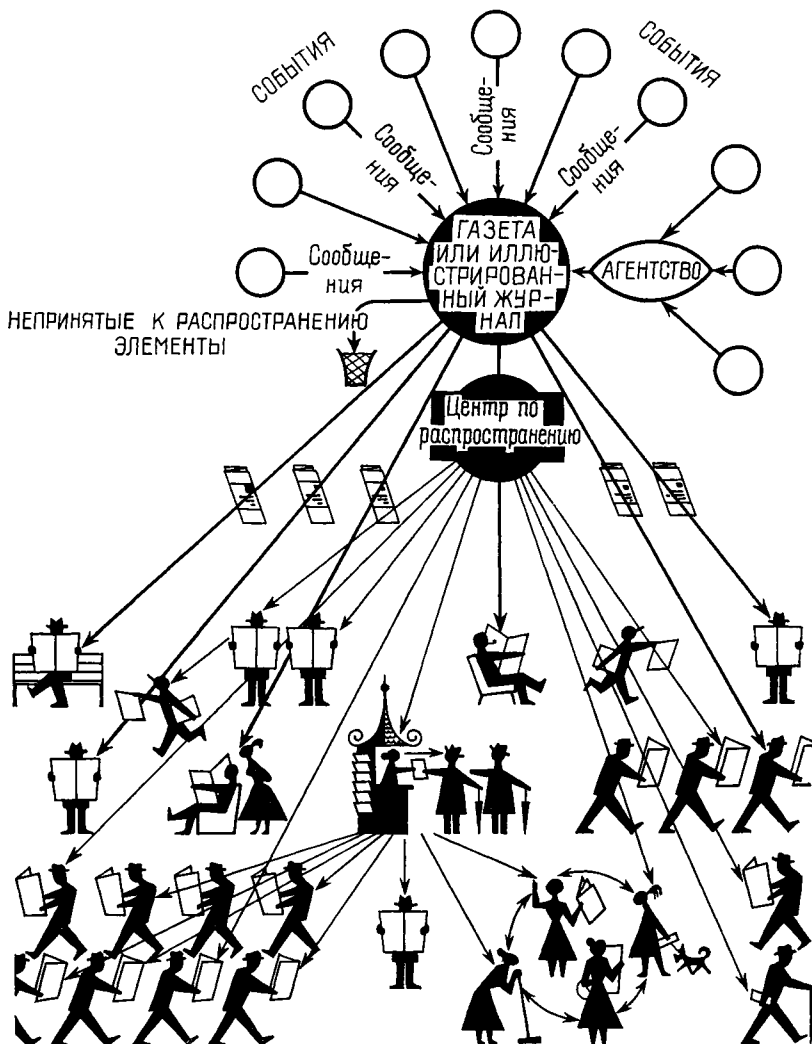 СОБЫТИЯ
СОБЫТИЯ
Сообще-
ния
Сообще-
ния
Сообще-
ния
Сообще-
ния
ГАЗЕТА
ИЛИ ИЛЛЮ-
СТРИРОВАН-
НЫЙ ЖУР-
НАЛ
АГЕНТСТВО
НЕПРИНЯТЫЕ К РАСПРОСТРАНЕНИЮ
ЭЛЕМЕНТЫ
Центр по
распространению